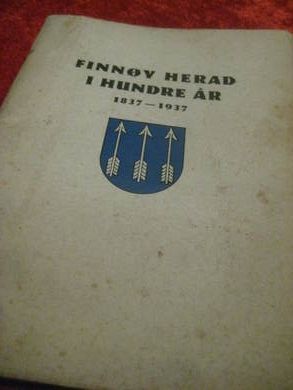 FINNØY HERAD
I HUNDRE ÅR
1837-1937